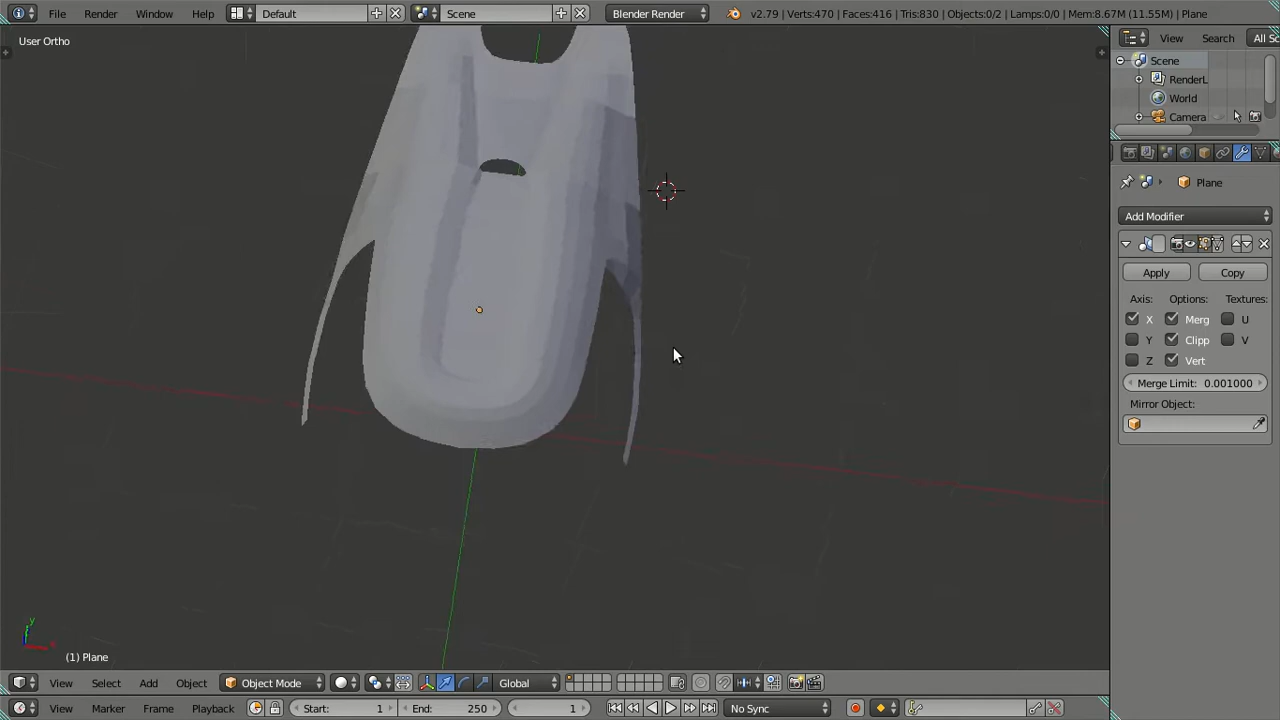 File Render Window Help Default Scene Blender Render v2.79 | Verts:470 | Faces:416 | Tris:830 | Objects:0/2 | Lamps:0/0 | Mem:8.67M (11.55M) | Plane
User Ortho
View Search All Sc
Scene
RenderL
World
Camera
Plane
Add Modifier
Apply Copy
Axis: Options: Textures:
X Merg U
Y Clipp V
Z Vert
Merge Limit: 0.001000
Mirror Object:
y
x
(1) Plane
View Select Add Object Object Mode Global
View Marker Frame Playback Start: 1 End: 250 1 No Sync